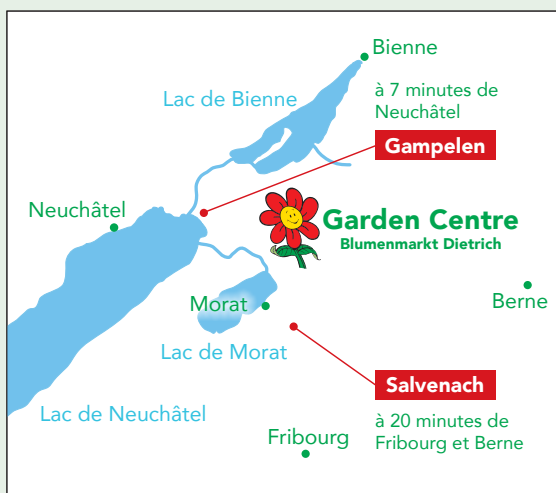 Bienne
Lac de Bienne
à 7 minutes de
Neuchâtel
Gampelen
Neuchâtel
Garden Centre
Blumenmarkt Dietrich
Berne
Morat
Lac de Morat
Salvenach
Lac de Neuchâtel
à 20 minutes de
Fribourg et Berne
Fribourg